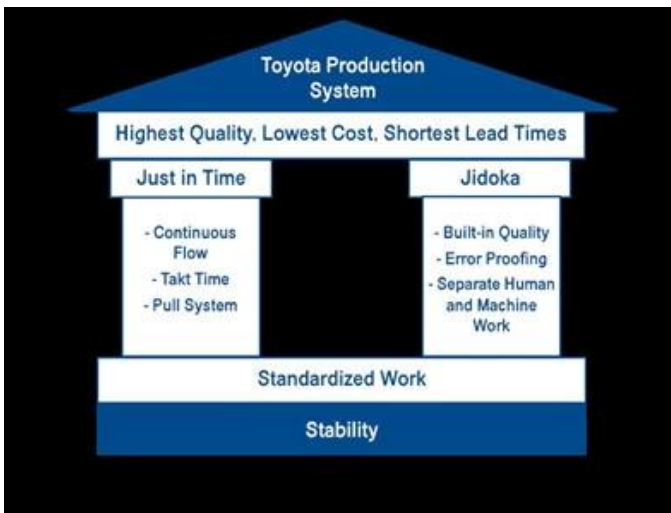 Toyota Production
System
Highest Quality, Lowest Cost, Shortest Lead Times
Just in Time
Jidoka
- Continuous
Flow
- Takt Time
- Pull System
- Built-in Quality
- Error Proofing
- Separate Human
and Machine
Work
Standardized Work
Stability